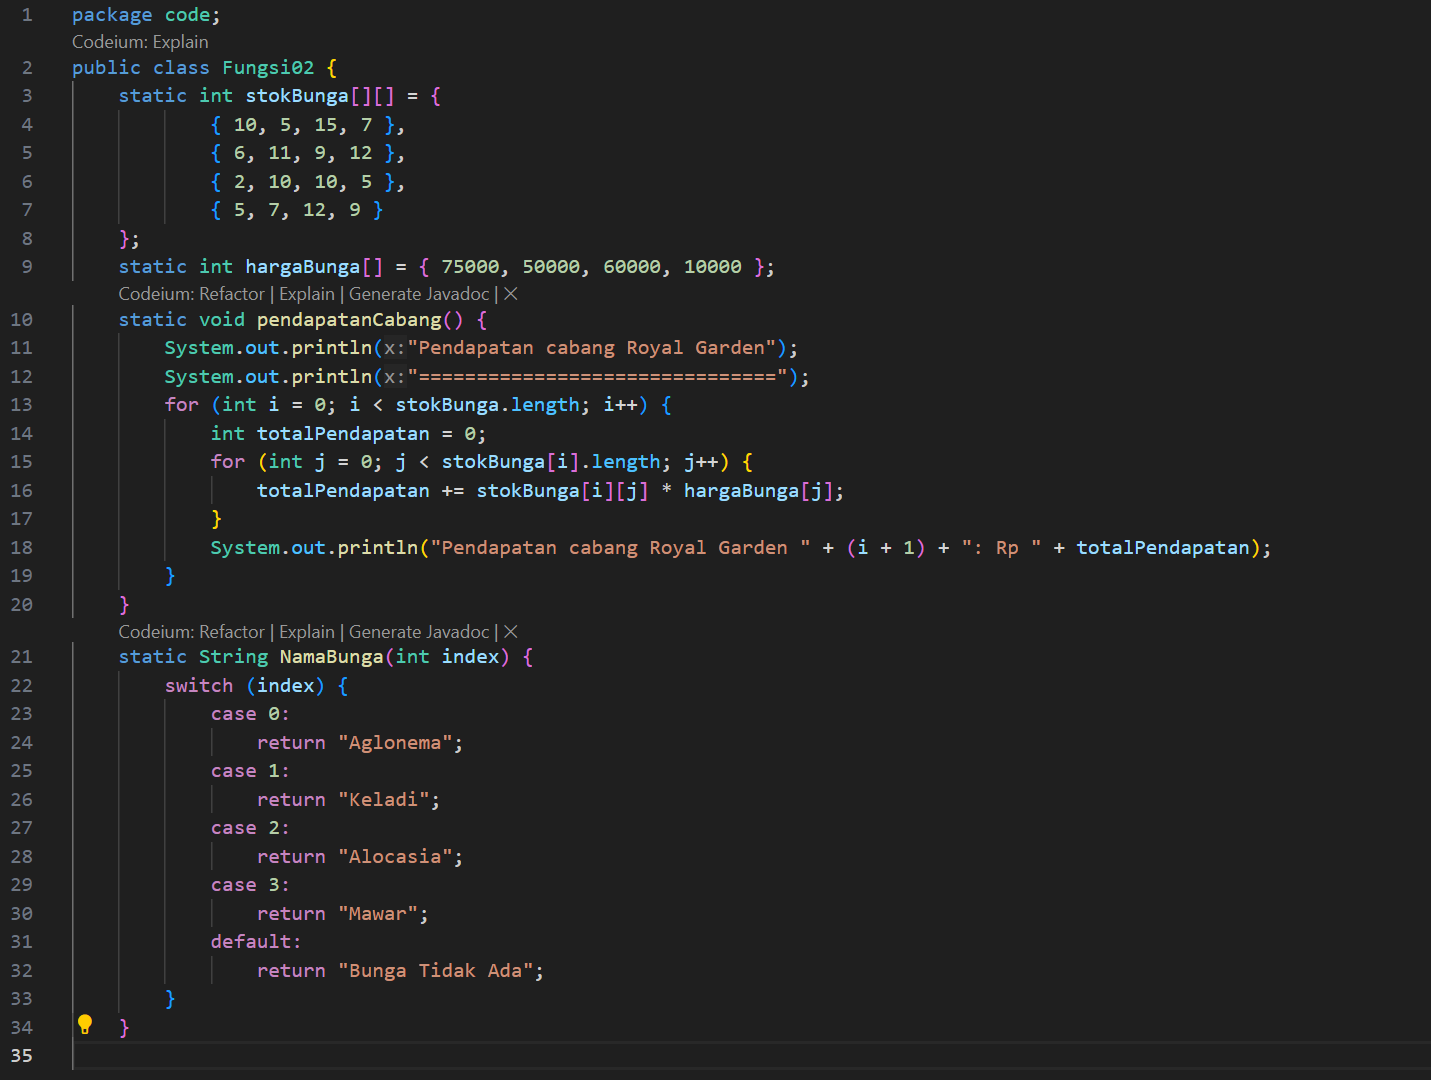 1 package code;
Codeium: Explain
2 public class Fungsi02 {
3 static int stokBunga[][] = {
4 { 10, 5, 15, 7 },
5 { 6, 11, 9, 12 },
6 { 2, 10, 10, 5 },
7 { 5, 7, 12, 9 }
8 };
9 static int hargaBunga[] = { 75000, 50000, 60000, 10000 };
Codeium: Refactor | Explain | Generate Javadoc | ×
10 static void pendapatanCabang() {
11 System.out.println(x:"Pendapatan cabang Royal Garden");
12 System.out.println(x:"===============================");
13 for (int i = 0; i < stokBunga.length; i++) {
14 int totalPendapatan = 0;
15 for (int j = 0; j < stokBunga[i].length; j++) {
16 totalPendapatan += stokBunga[i][j] * hargaBunga[j];
17 }
18 System.out.println("Pendapatan cabang Royal Garden " + (i + 1) + ": Rp " + totalPendapatan);
19 }
20 }
Codeium: Refactor | Explain | Generate Javadoc | ×
21 static String NamaBunga(int index) {
22 switch (index) {
23 case 0:
24 return "Aglonema";
25 case 1:
26 return "Keladi";
27 case 2:
28 return "Alocasia";
29 case 3:
30 return "Mawar";
31 default:
32 return "Bunga Tidak Ada";
33 }
34 }
35